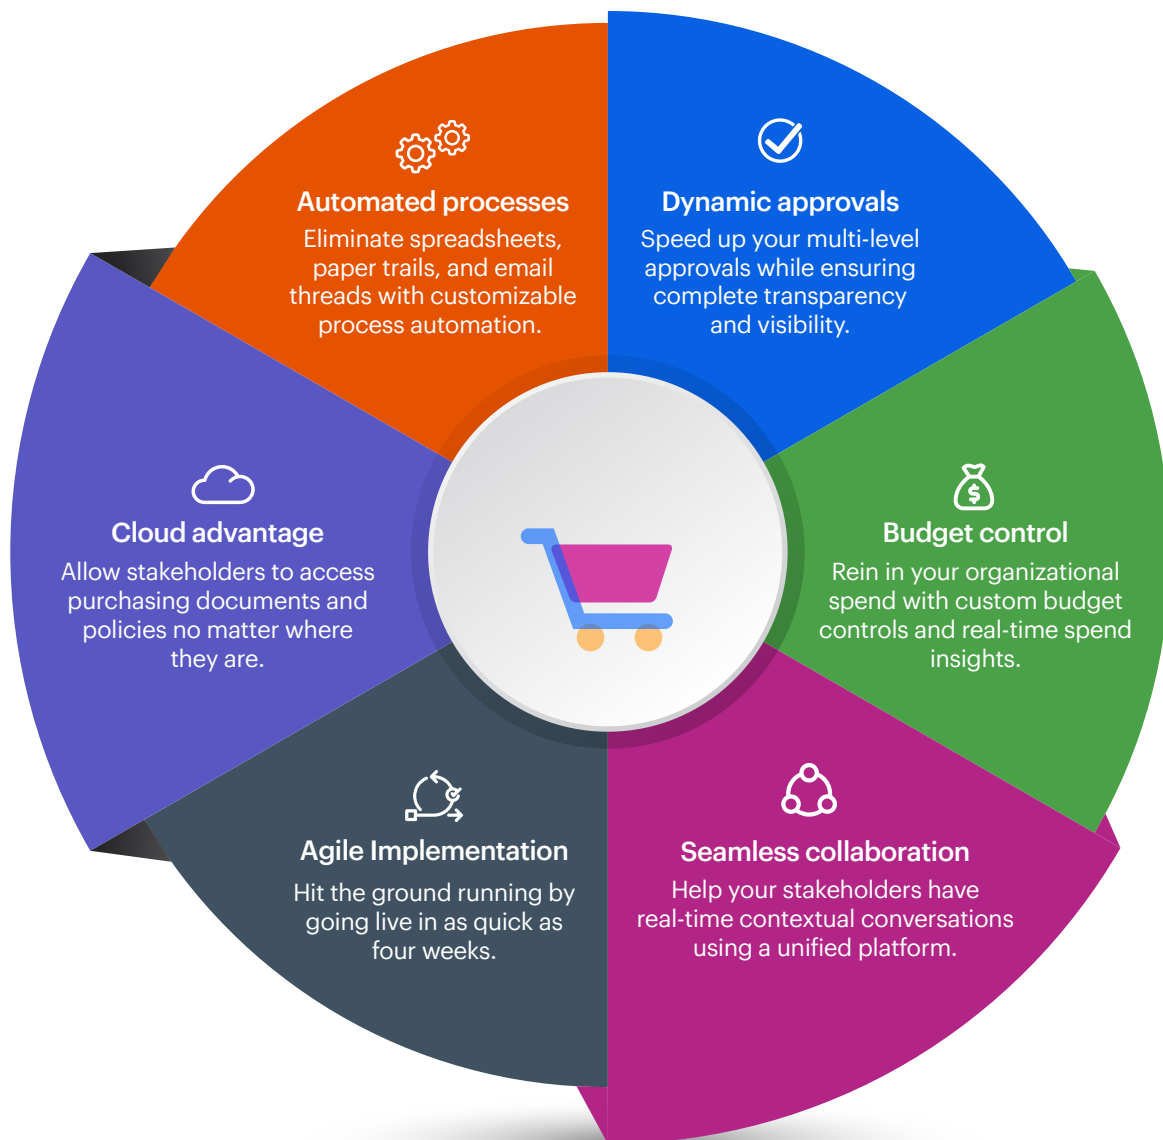 Automated processes
Eliminate spreadsheets,
paper trails, and email
threads with customizable
process automation.
Dynamic approvals
Speed up your multi-level
approvals while ensuring
complete transparency
and visibility.
Cloud advantage
Allow stakeholders to access
purchasing documents and
policies no matter where
they are.
Budget control
Rein in your organizational
spend with custom budget
controls and real-time spend
insights.
Agile Implementation
Hit the ground running by
going live in as quick as
four weeks.
Seamless collaboration
Help your stakeholders have
real-time contextual conversations
using a unified platform.